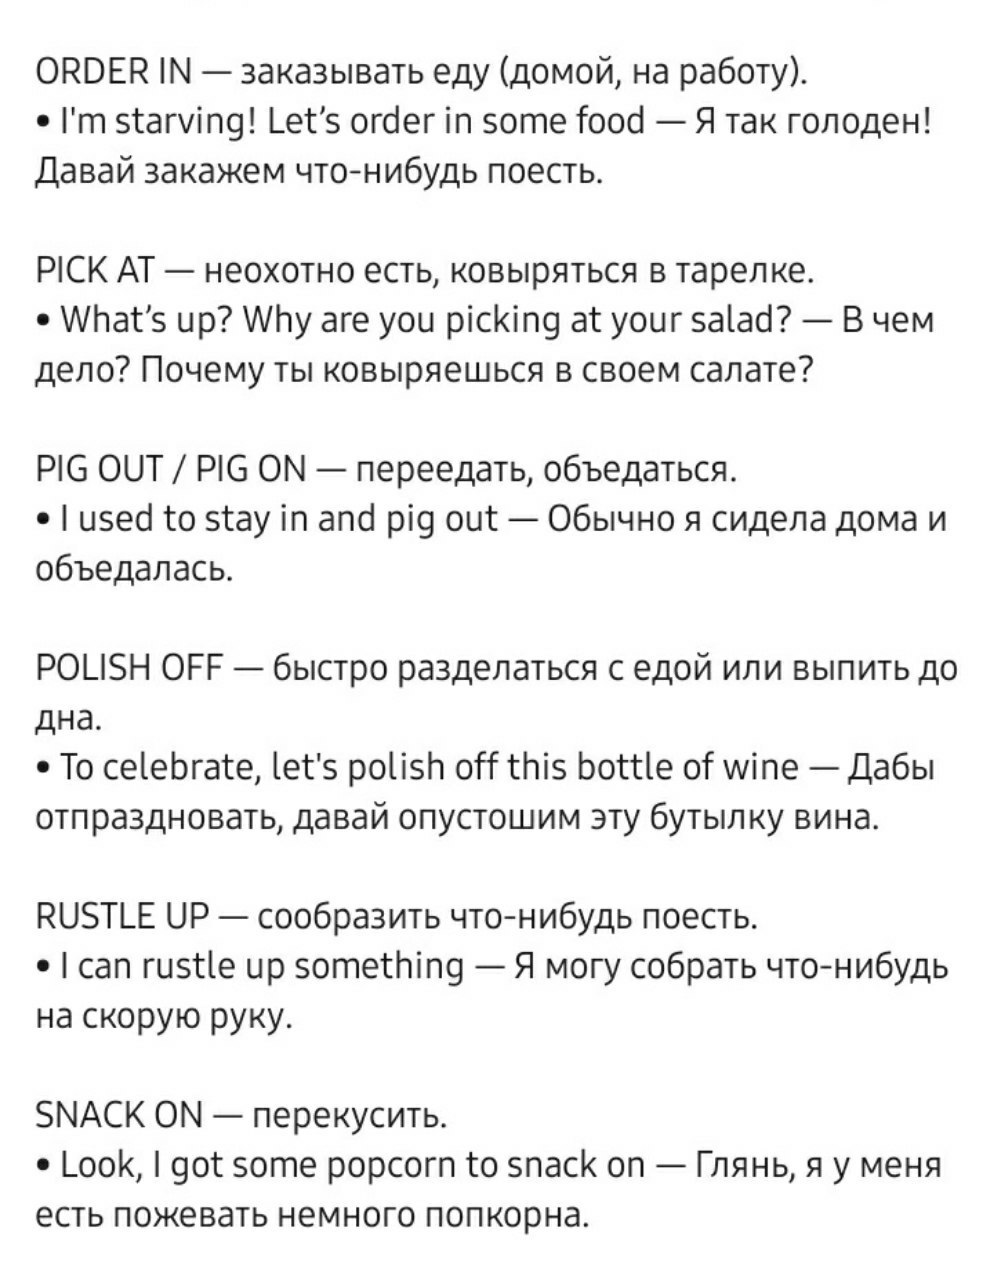 ORDER IN — заказывать еду (домой, на работу).
• I'm starving! Let’s order in some food — Я так голоден!
Давай закажем что-нибудь поесть.
PICK AT — неохотно есть, ковыряться в тарелке.
• What’s up? Why are you picking at your salad? — В чем
дело? Почему ты ковыряешься в своем салате?
PIG OUT / PIG ON — переедать, объедаться.
• I used to stay in and pig out — Обычно я сидела дома и
объедалась.
POLISH OFF — быстро разделаться с едой или выпить до
дна.
• To celebrate, let's polish off this bottle of wine — Дабы
отпраздновать, давай опустошим эту бутылку вина.
RUSTLE UP — сообразить что-нибудь поесть.
• I can rustle up something — Я могу собрать что-нибудь
на скорую руку.
SNACK ON — перекусить.
• Look, I got some popcorn to snack on — Глянь, я у меня
есть пожевать немного попкорна.